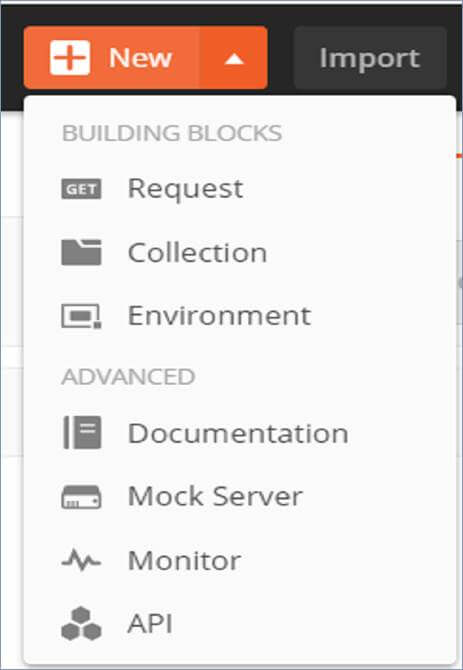 New Import
BUILDING BLOCKS
GET Request
Collection
Environment
ADVANCED
Documentation
Mock Server
Monitor
API